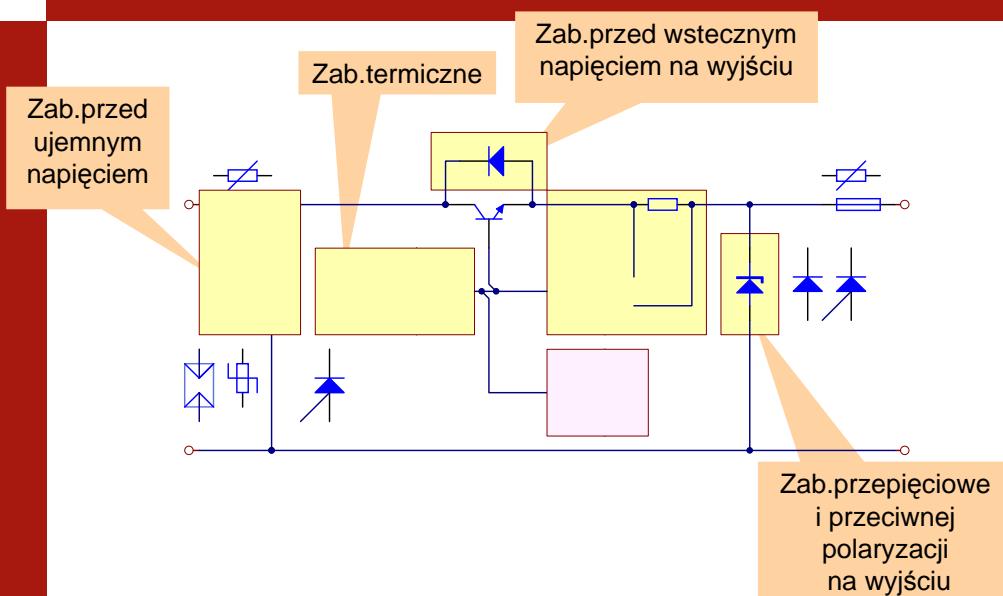 Zab.przed wstecznym
napięciem na wyjściu
Zab.termiczne
Zab.przed
ujemnym
napięciem
Zab.przepięciowe
i przeciwnej
polaryzacji
na wyjściu